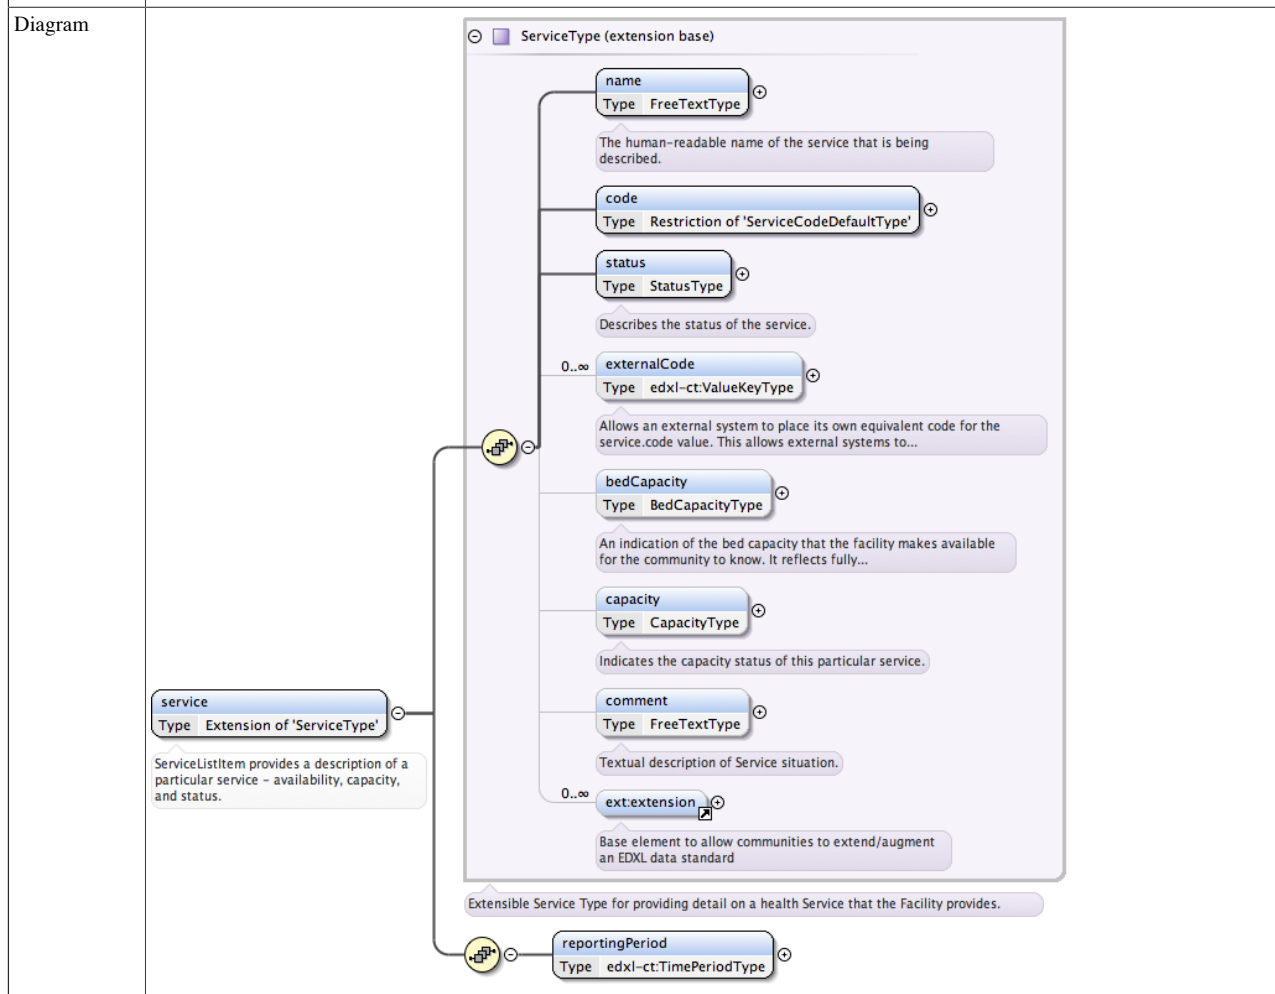 Diagram
ServiceType (extension base)
name
Type FreeTextType
The human-readable name of the service that is being
described.
code
Type Restriction of 'ServiceCodeDefaultType'
status
Type StatusType
Describes the status of the service.
0..∞
externalCode
Type edxl-ct:ValueKeyType
Allows an external system to place its own equivalent code for the
service.code value. This allows external systems to...
bedCapacity
Type BedCapacityType
An indication of the bed capacity that the facility makes available
for the community to know. It reflects fully...
capacity
Type CapacityType
Indicates the capacity status of this particular service.
comment
Type FreeTextType
Textual description of Service situation.
0..∞
ext:extension
Base element to allow communities to extend/augment
an EDXL data standard
service
Type Extension of 'ServiceType'
ServiceListItem provides a description of a
particular service - availability, capacity,
and status.
Extensible Service Type for providing detail on a health Service that the Facility provides.
reportingPeriod
Type edxl-ct:TimePeriodType